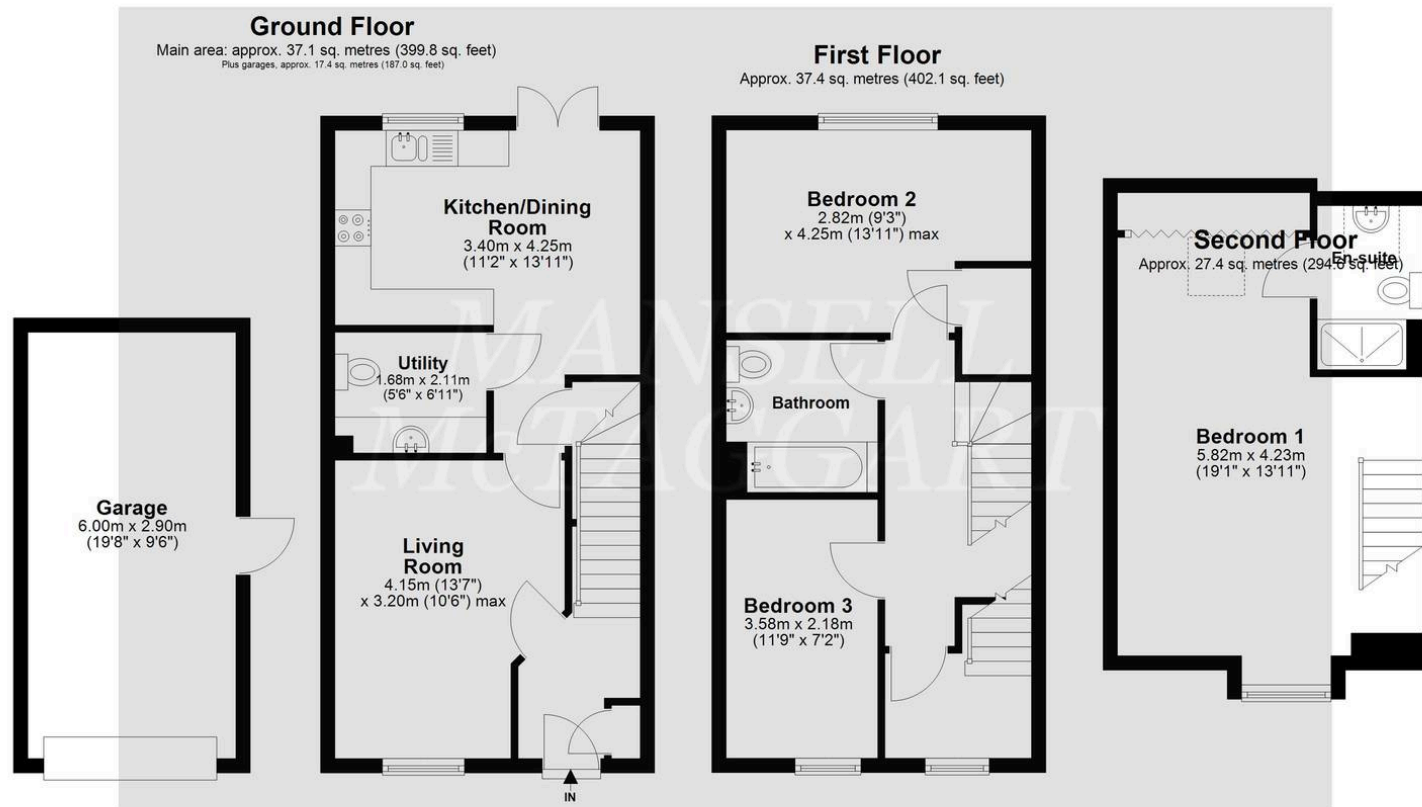 Ground Floor
Main area: approx. 37.1 sq. metres (399.8 sq. feet)
Plus garages, approx. 17.4 sq. metres (187.0 sq. feet)
First Floor
Approx. 37.4 sq. metres (402.1 sq. feet)
Second Floor
Approx. 27.4 sq. metres (294.6 sq. feet)
Kitchen/Dining
Room
3.40m x 4.25m
(11'2" x 13'11")
Utility
1.68m x 2.11m
(5'6" x 6'11")
Garage
6.00m x 2.90m
(19'8" x 9'6")
Living
Room
4.15m (13'7")
x 3.20m (10'6") max
IN
Bedroom 2
2.82m (9'3")
x 4.25m (13'11") max
Bathroom
Bedroom 3
3.58m x 2.18m
(11'9" x 7'2")
En-suite
Bedroom 1
5.82m x 4.23m
(19'1" x 13'11")
MANSELL
McTAGGART